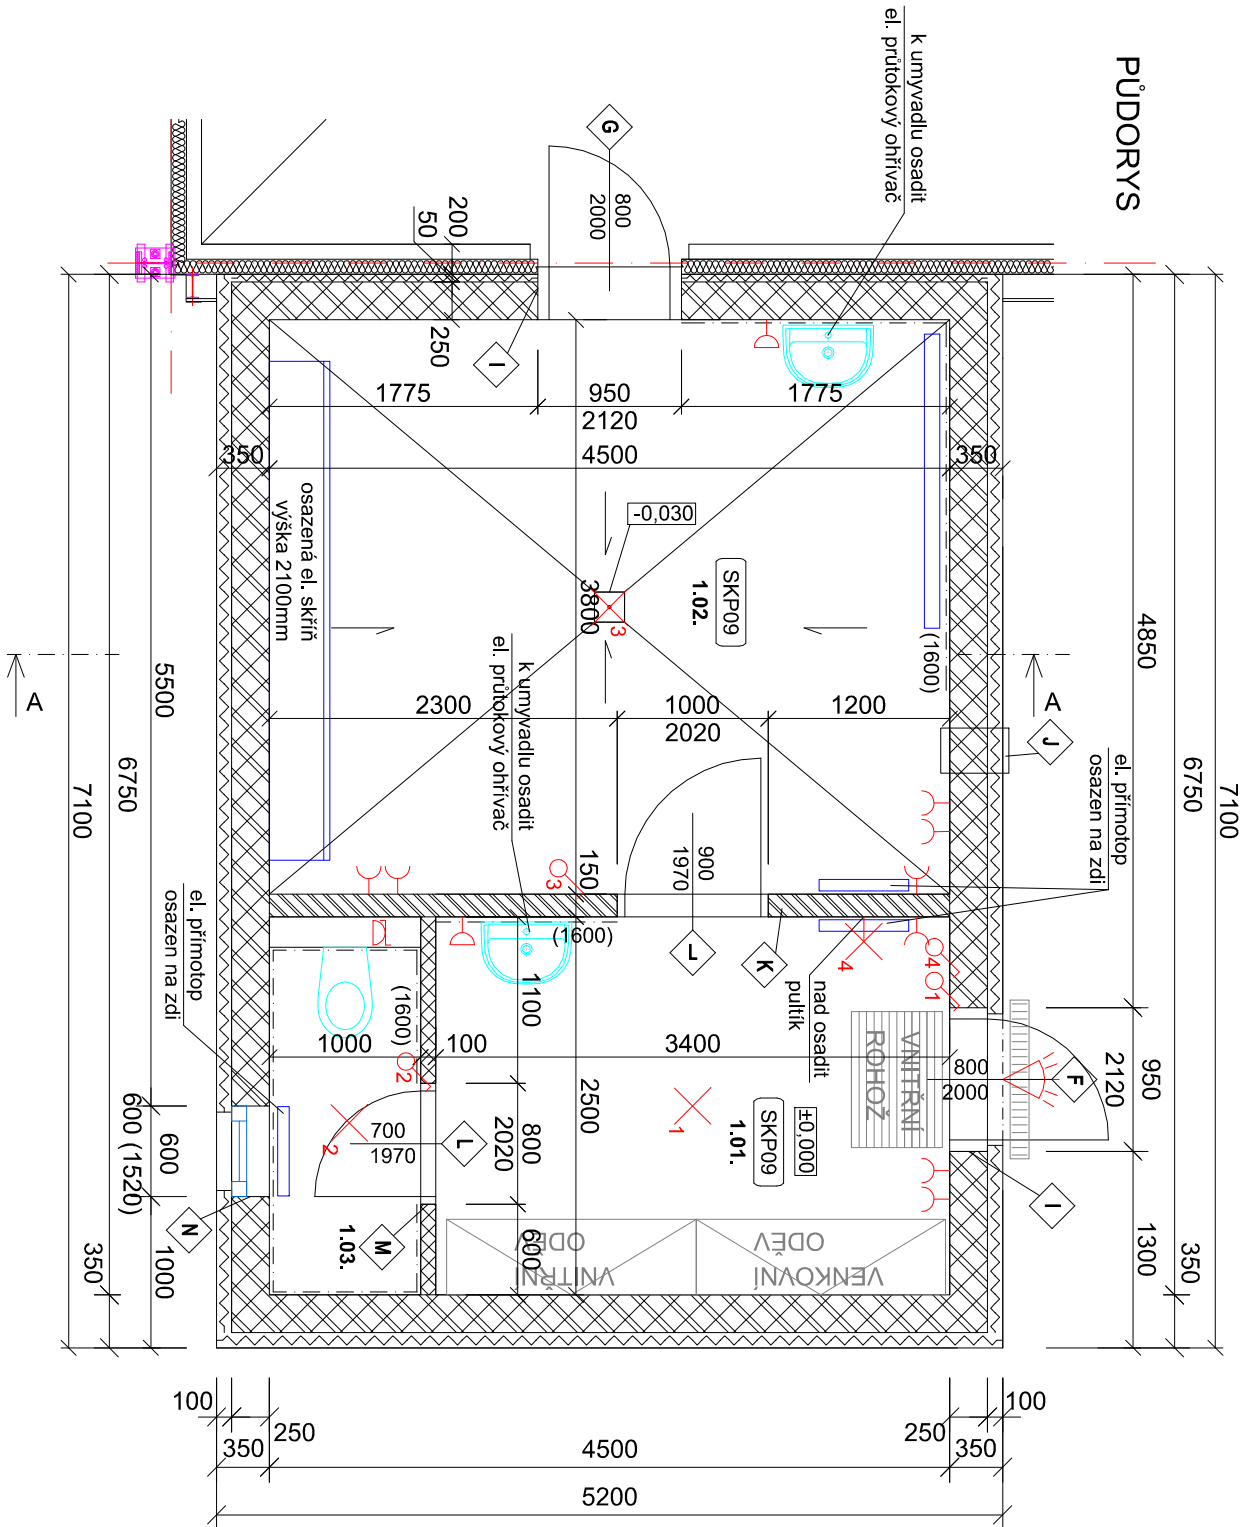 PŮDORYS
k umyvadlu osadit
el. průtokový ohřívač
G
800
2000
200
50
250
I
1775
950
2120
1775
350
4500
350
osazená el. skříň
výška 2100mm
-0,030
3800
3
SKP09
1.02.
(1600)
A
A
2300
1000
2020
1200
J
k umyvadlu osadit
el. průtokový ohřívač
el. přímotop
osazen na zdi
4850
6750
7100
5500
6750
7100
150
3
900
1970
L
K
(1600)
4
4
1
nad osadit
pultík
el. přímotop
osazen na zdi
1100
(1600)
1000
100
3400
2
VNITŘNÍ
ROHOŽ
800
2000
F
950
2120
2500
1
SKP09
1.01.
±0,000
700
1970
2
L
800
2020
600
M
1.03.
N
I
600
600 (1520)
1000
350
1300
350
VNITŘNÍ
ODĚV
VENKOVNÍ
ODĚV
100
250
350
4500
250
350
100
5200